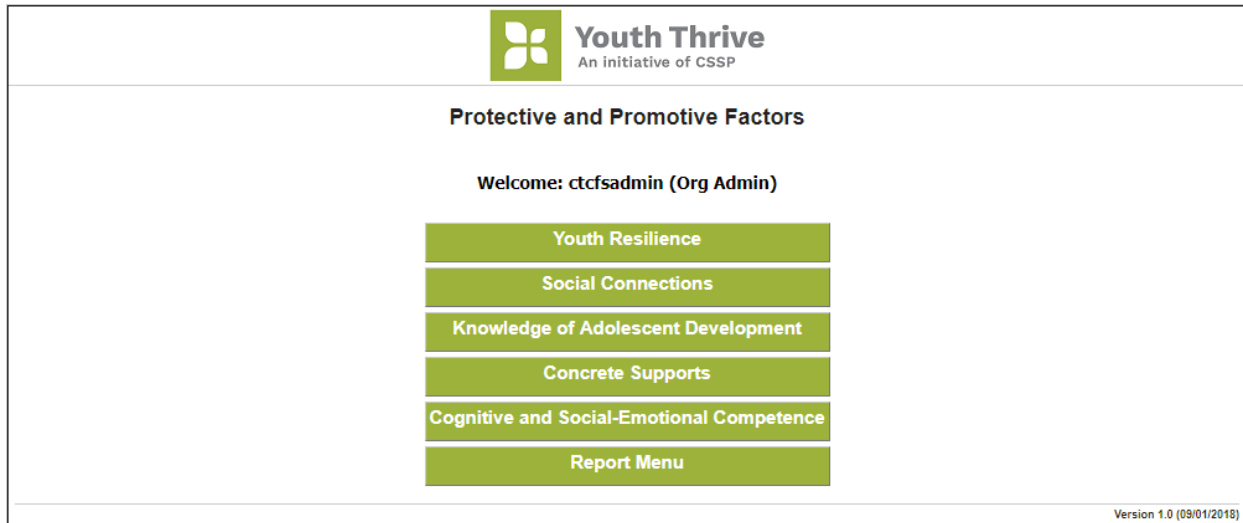 Youth Thrive
An initiative of CSSP
Protective and Promotive Factors
Welcome: ctcfsadmin (Org Admin)
Youth Resilience
Social Connections
Knowledge of Adolescent Development
Concrete Supports
Cognitive and Social-Emotional Competence
Report Menu
Version 1.0 (09/01/2018)